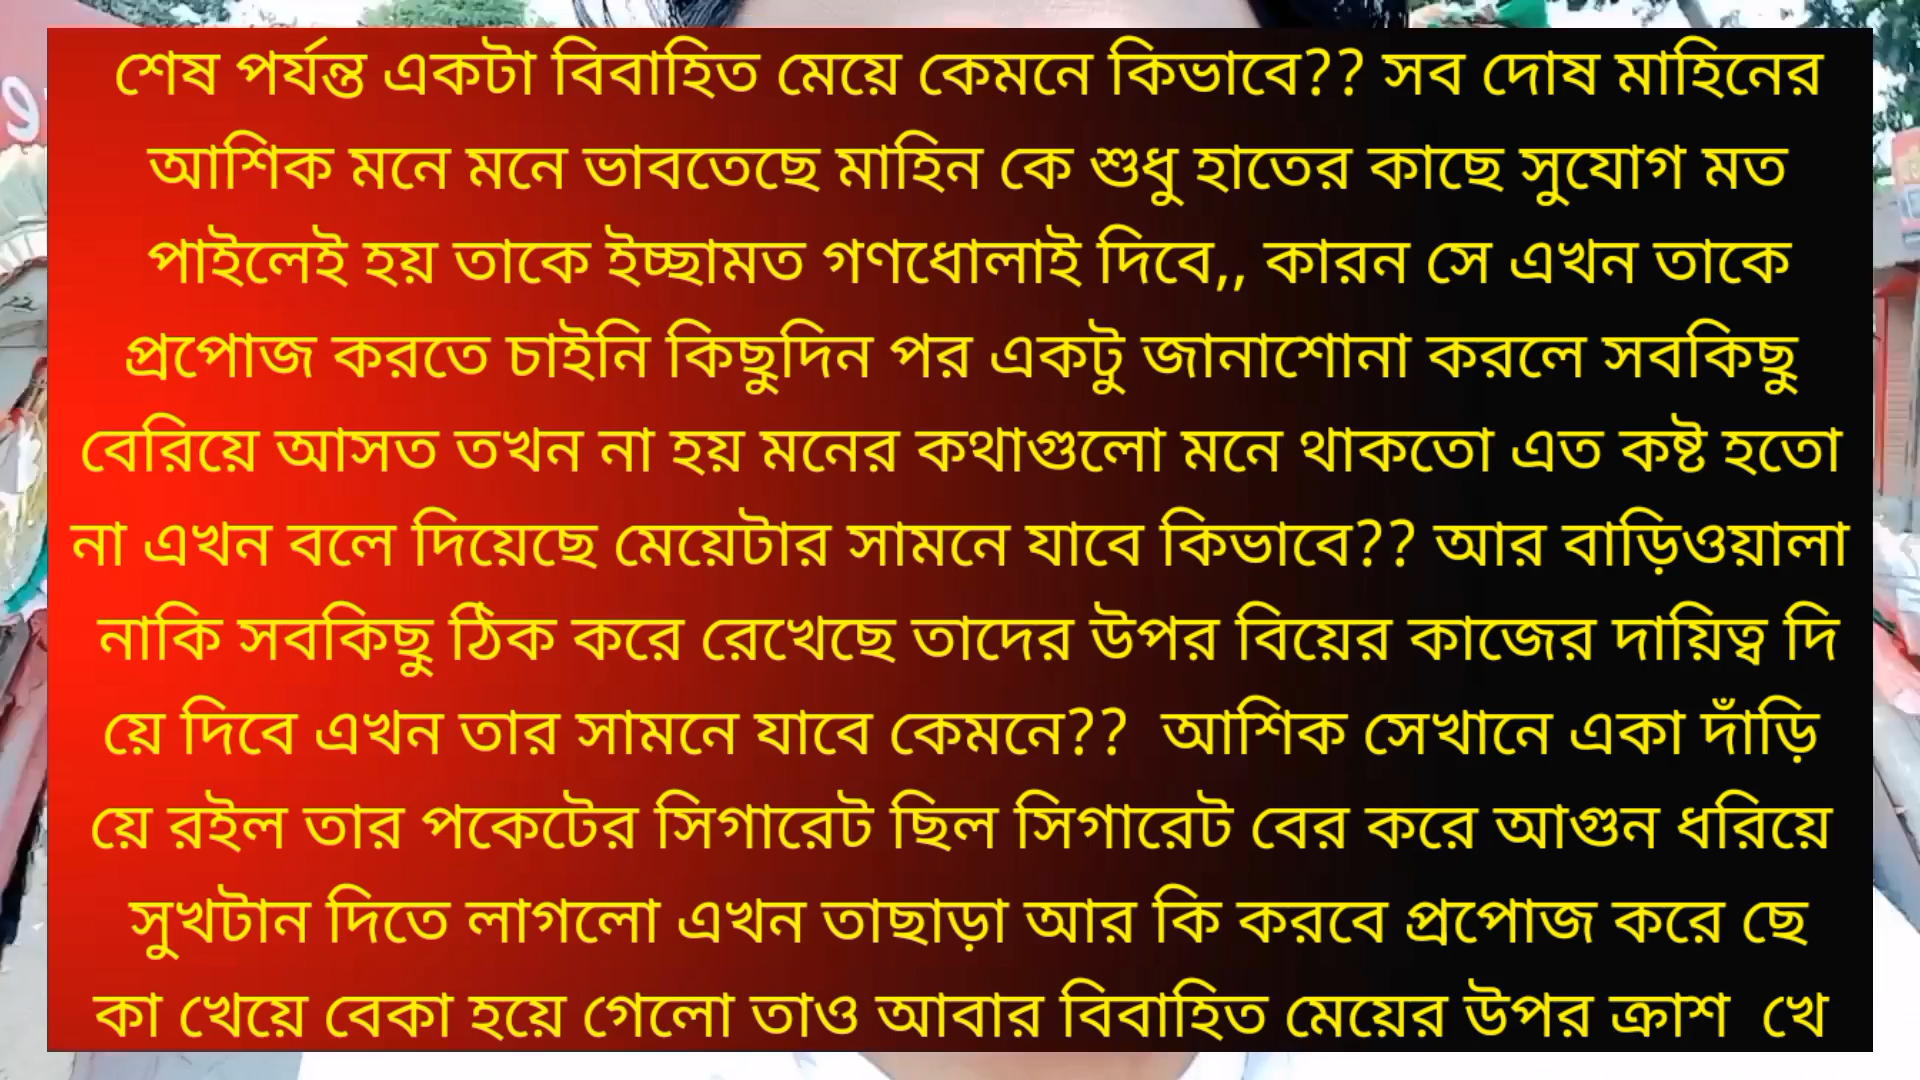 শেষ পর্যন্ত একটা বিবাহিত মেয়ে কেমনে কিভাবে?? সব দোষ মাহিনের
আশিক মনে মনে ভাবতেছে মাহিন কে শুধু হাতের কাছে সুযোগ মত
পাইলেই হয় তাকে ইচ্ছামত গণধোলাই দিবে,, কারন সে এখন তাকে
প্রপোজ করতে চাইনি কিছুদিন পর একটু জানাশোনা করলে সবকিছু
বেরিয়ে আসত তখন না হয় মনের কথাগুলো মনে থাকতো এত কষ্ট হতো
না এখন বলে দিয়েছে মেয়েটার সামনে যাবে কিভাবে?? আর বাড়িওয়ালা
নাকি সবকিছু ঠিক করে রেখেছে তাদের উপর বিয়ের কাজের দায়িত্ব দি
য়ে দিবে এখন তার সামনে যাবে কেমনে?? আশিক সেখানে একা দাঁড়ি
য়ে রইল তার পকেটের সিগারেট ছিল সিগারেট বের করে আগুন ধরিয়ে
সুখটান দিতে লাগলো এখন তাছাড়া আর কি করবে প্রপোজ করে ছে
কা খেয়ে বেকা হয়ে গেলো তাও আবার বিবাহিত মেয়ের উপর ক্রাশ খে